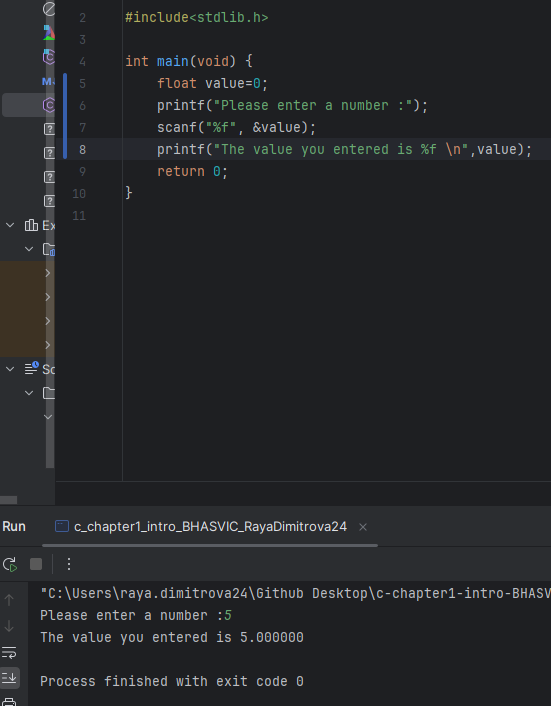 2 #include<stdlib.h>
3
4 int main(void) {
5 float value=0;
6 printf("Please enter a number :");
7 scanf("%f", &value);
8 printf("The value you entered is %f \n",value);
9 return 0;
10 }
11
M↓
Ex
Sc
Run c_chapter1_intro_BHASVIC_RayaDimitrova24 ×
"C:\Users\raya.dimitrova24\Github Desktop\c-chapter1-intro-BHASV
Please enter a number :5
The value you entered is 5.000000
Process finished with exit code 0